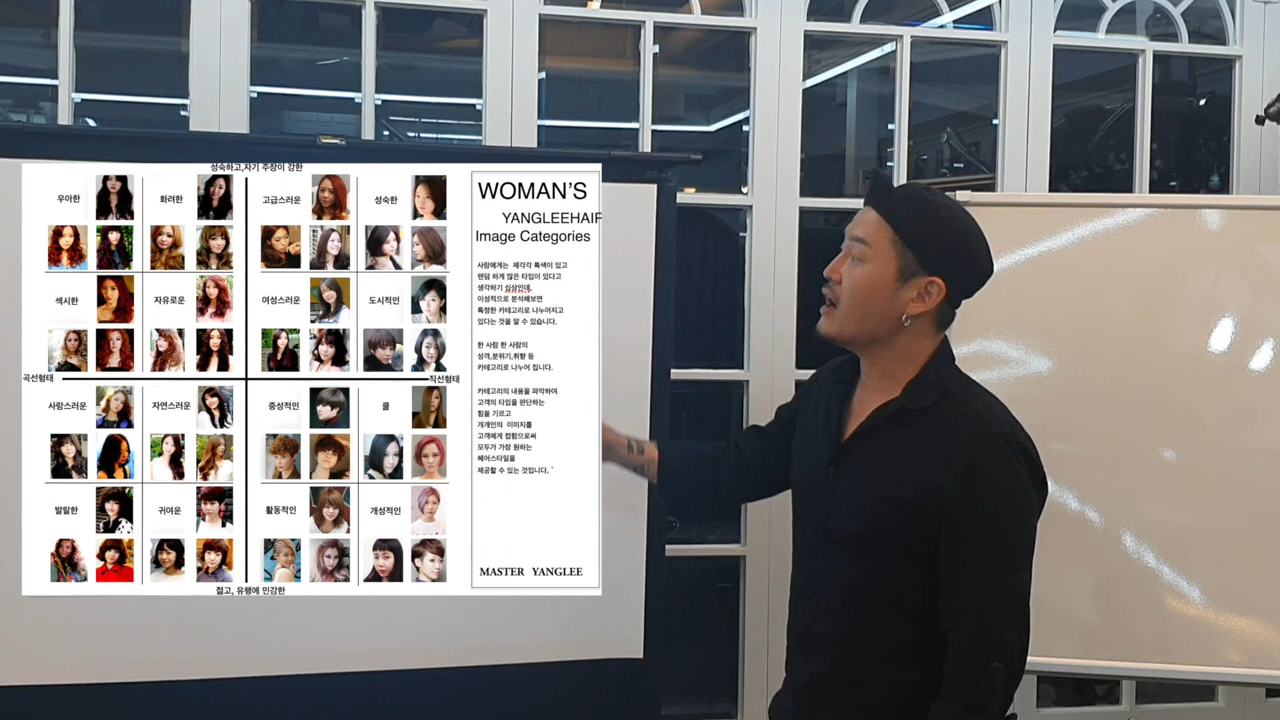 성숙하고,자기 주장이 강한
우아한
화려한
고급스러운
성숙한
섹시한
자유로운
여성스러운
도시적인
곡선형태
직선형태
사랑스러운
자연스러운
중성적인
쿨
발랄한
귀여운
활동적인
개성적인
젊고, 유행에 민감한
WOMAN'S
YANGLEEHAIR
Image Categories
사람에게는 제각각 특색이 있고
랜덤 하게 많은 타입이 있다고
생각하기 십상인데,
이성적으로 분석해보면
특정한 카테고리로 나누어지고
있다는 것을 알 수 있습니다.
한 사람 한 사람의
성격,분위기,취향 등
카테고리로 나누어 집니다.
카테고리의 내용을 파악하여
고객의 타입을 판단하는
힘을 기르고
개개인의 이미지를
고객에게 접함으로써
모두가 가장 원하는
헤어스타일을
제공할 수 있는 것입니다. `
MASTER YANGLEE